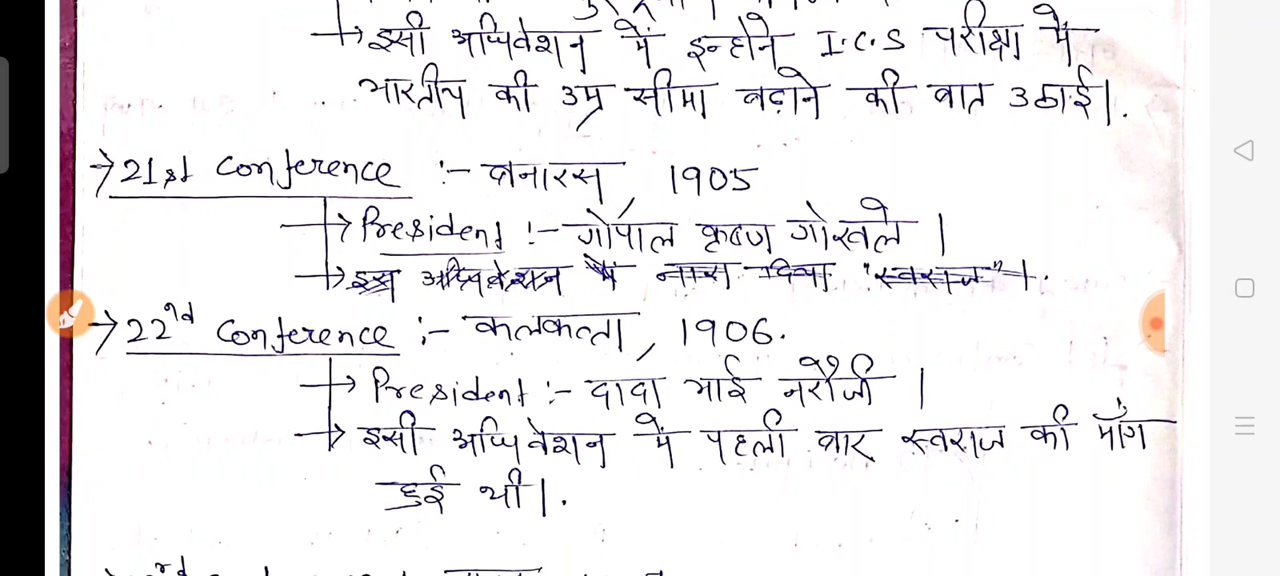 → इसी अधिवेशन में इन्होने I.C.S परीक्षा में
भारतीय की उम्र सीमा बढ़ाने की बात उठाई।.
→ 21st Conference :- बनारस, 1905
→ President :- गोपाल कृष्ण गोखले।
→ इस अधिवेशन में नारा दिया "स्वराज"।.
→ 22nd Conference :- कलकत्ता, 1906.
→ President :- दादा भाई नरौजी।
→ इसी अधिवेशन में पहली बार स्वराज की माँग
हुई थी।.
rd